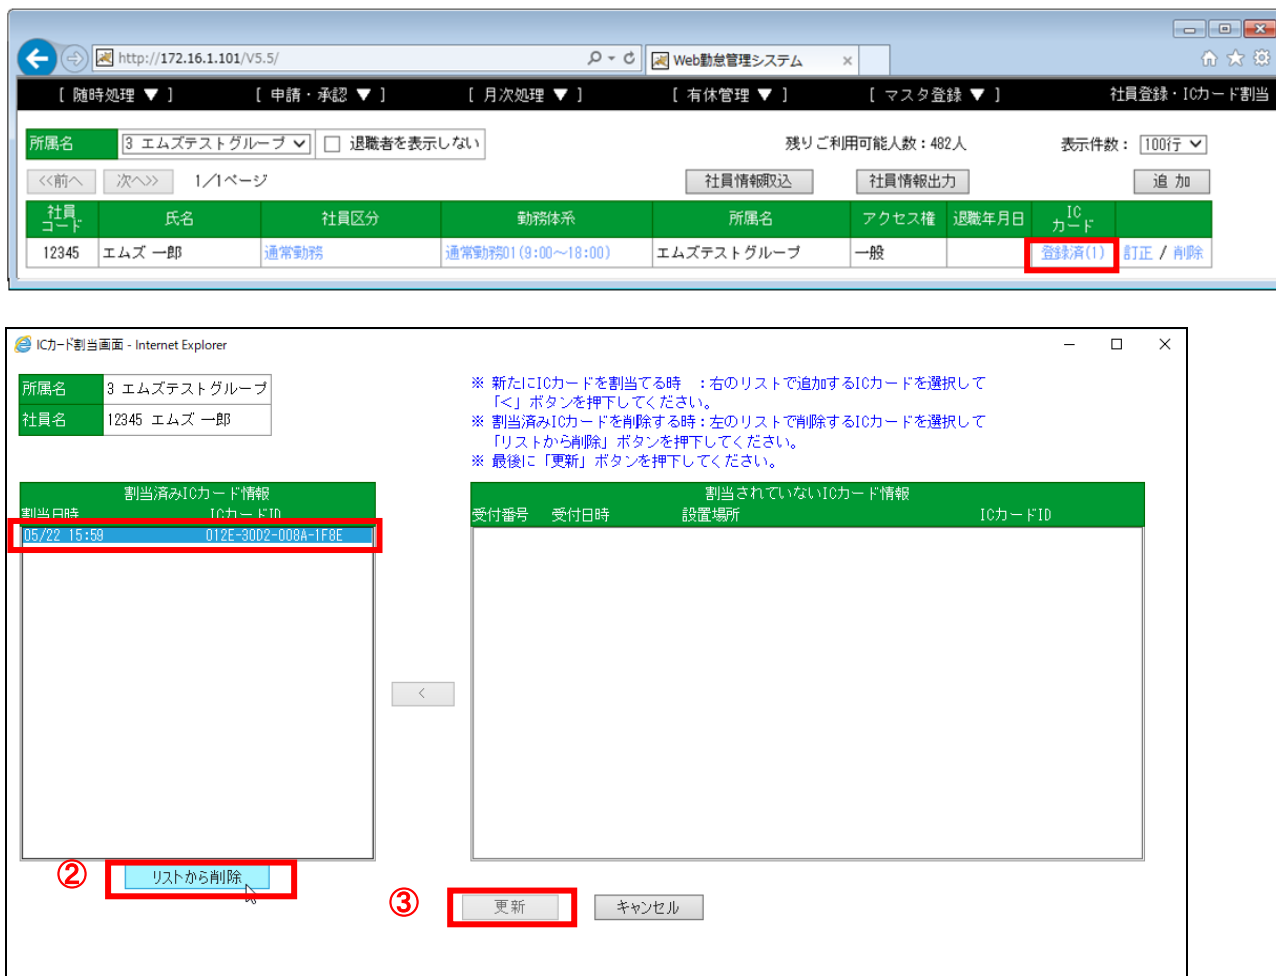 http://172.16.1.101/V5.5/ Web勤怠管理システム ×
[ 随時処理 ▼ ] [ 申請・承認 ▼ ] [ 月次処理 ▼ ] [ 有休管理 ▼ ] [ マスタ登録 ▼ ] 社員登録・ICカード割当
所属名 3 エムズテストグループ 退職者を表示しない 残りご利用可能人数：482人 表示件数： 100行
<<前へ 次へ>> 1／1ページ 社員情報取込 社員情報出力 追 加
社員コード 氏名 社員区分 勤務体系 所属名 アクセス権 退職年月日 ICカード
12345 エムズ 一郎 通常勤務 通常勤務01(9:00～18:00) エムズテストグループ 一般 登録済(1) 訂正 / 削除
ICカード割当画面 - Internet Explorer
所属名 3 エムズテストグループ
社員名 12345 エムズ 一郎
※ 新たにICカードを割当てる時 ：右のリストで追加するICカードを選択して
「<」ボタンを押下してください。
※ 割当済みICカードを削除する時：左のリストで削除するICカードを選択して
「リストから削除」ボタンを押下してください。
※ 最後に「更新」ボタンを押下してください。
割当済みICカード情報
割当日時 ICカードID
05/22 15:59 012E-30D2-008A-1F8E
割当されていないICカード情報
受付番号 受付日時 設置場所 ICカードID
<
② リストから削除
③ 更新 キャンセル